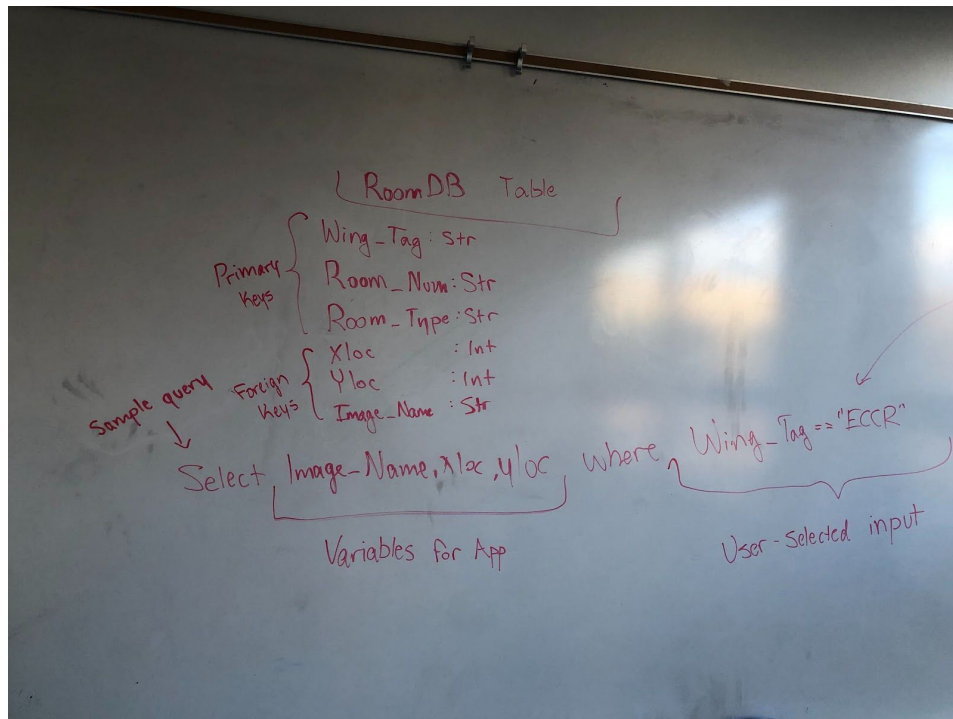 RoomDB Table
Wing_Tag: Str
Primary Keys
Room_Num: Str
Room_Type: Str
Foreign Keys
Xloc : Int
Yloc : Int
Image_Name : Str
Sample query
Select Image_Name, Xloc, Yloc where Wing_Tag == "ECCR"
Variables for App
User-selected input